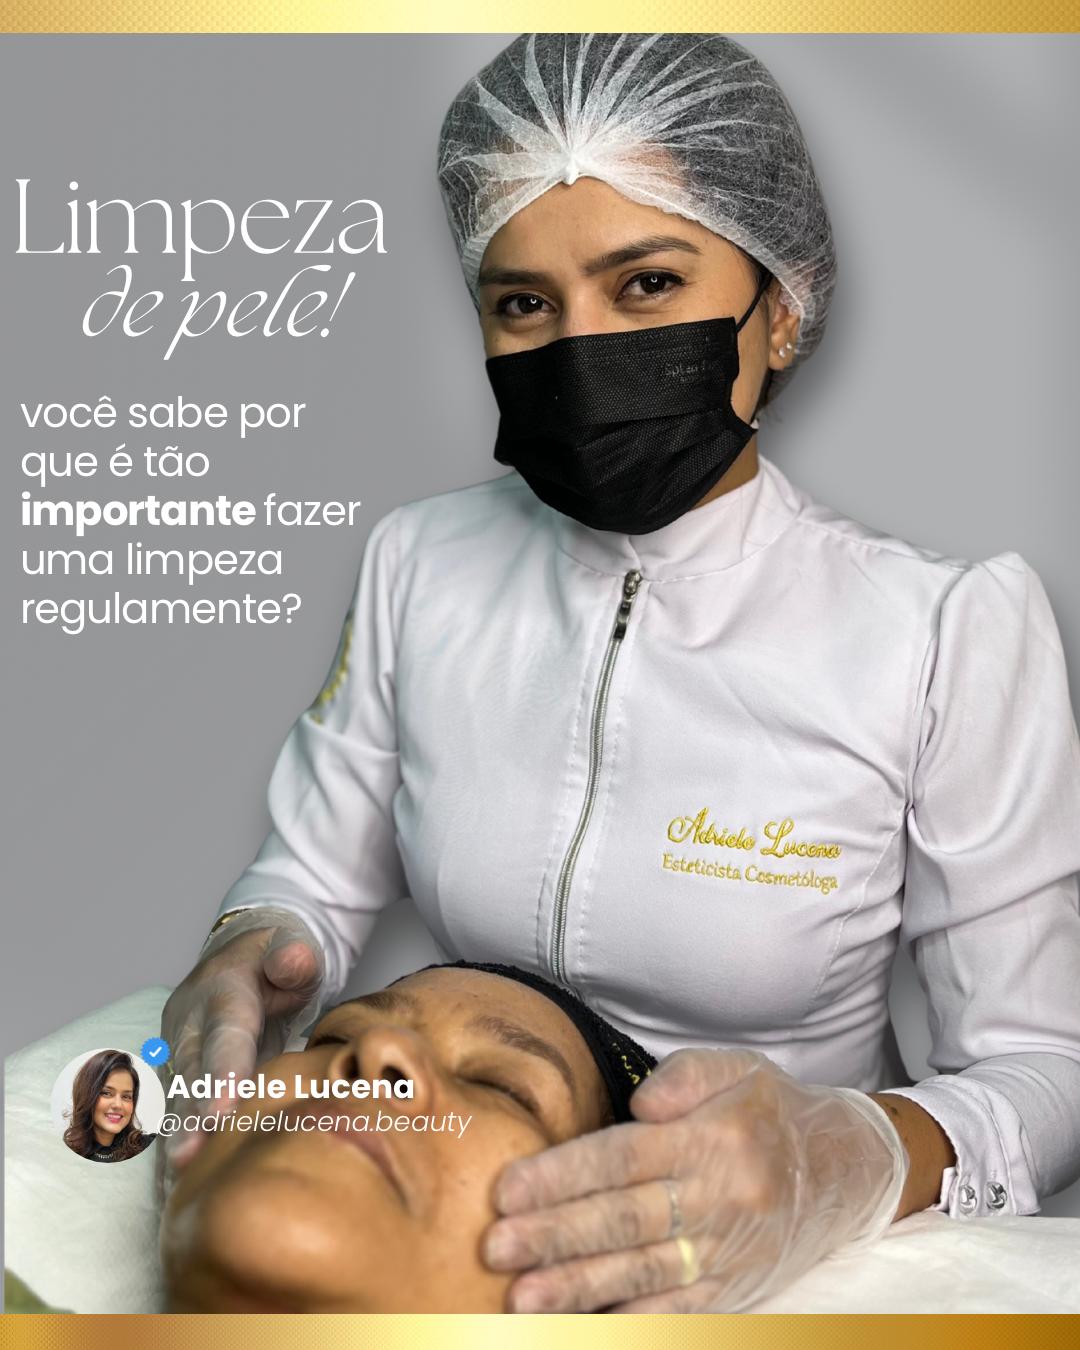 Limpeza
de pele!
você sabe por
que é tão
importante fazer
uma limpeza
regulamente?
Adriele Lucena
Esteticista Cosmetóloga
Adriele Lucena
@adrielelucena.beauty